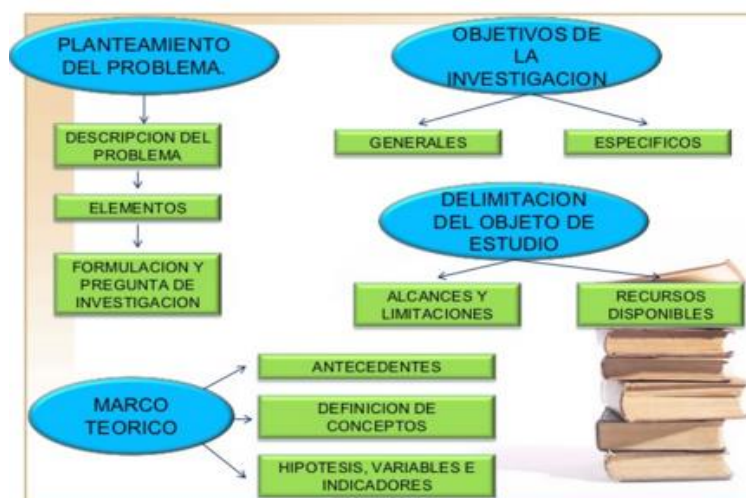 PLANTEAMIENTO
DEL PROBLEMA.
DESCRIPCION DEL
PROBLEMA
ELEMENTOS
FORMULACION Y
PREGUNTA DE
INVESTIGACION
OBJETIVOS DE
LA
INVESTIGACION
GENERALES
ESPECIFICOS
DELIMITACION
DEL OBJETO DE
ESTUDIO
ALCANCES Y
LIMITACIONES
RECURSOS
DISPONIBLES
MARCO
TEORICO
ANTECEDENTES
DEFINICION DE
CONCEPTOS
HIPOTESIS, VARIABLES E
INDICADORES